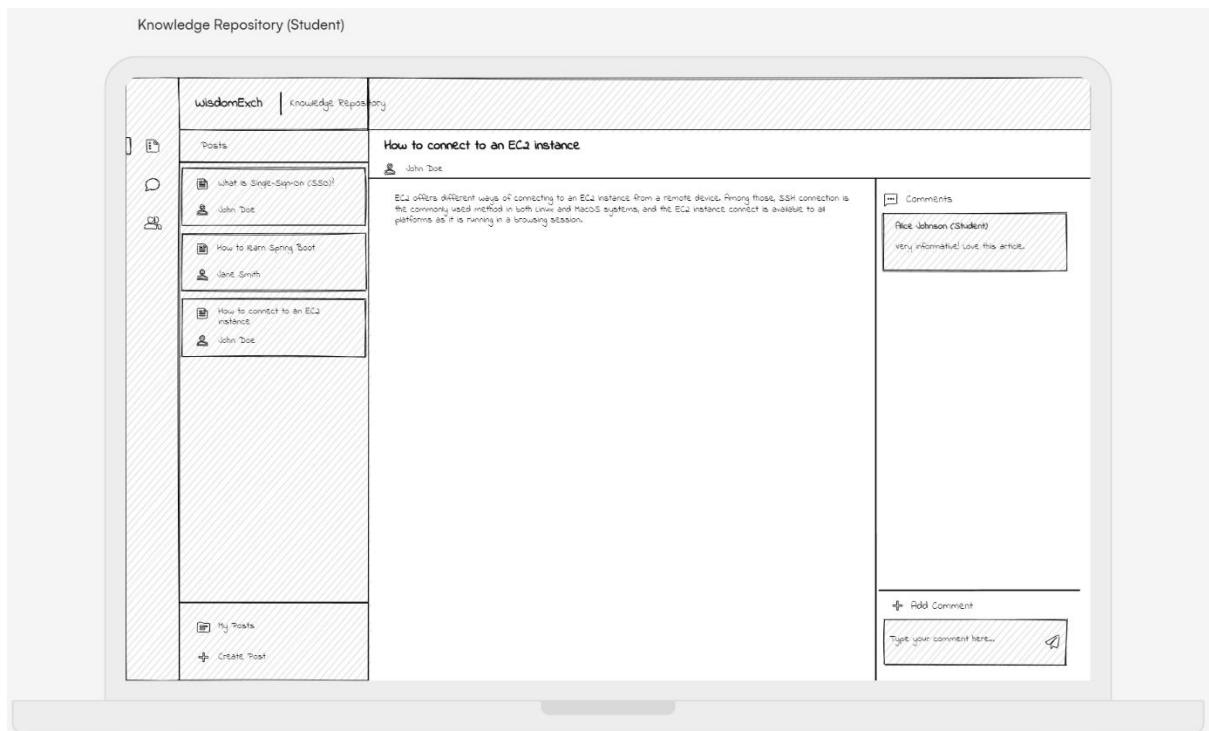 Knowledge Repository (Student)
WisdomExch
Knowledge Repository
Posts
What is Single-Sign-On (SSO)?
John Doe
How to learn Spring Boot
Jane Smith
How to connect to an EC2
instance
John Doe
My Posts
Create Post
How to connect to an EC2 instance
John Doe
EC2 offers different ways of connecting to an EC2 instance from a remote device. Among those, SSH connection is
the commonly used method in both Linux and MacOS systems, and the EC2 instance connect is available to all
platforms as it is running in a browsing session.
Comments
Alice Johnson (Student)
Very informative! Love this article.
Add Comment
Type your comment here...